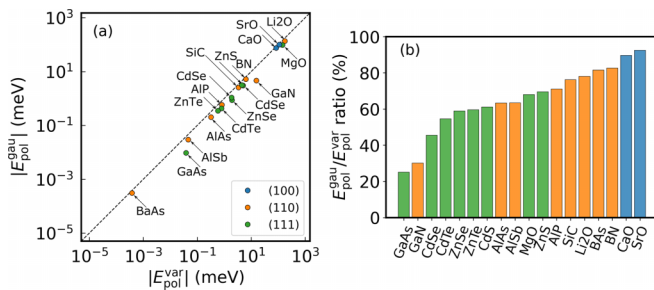 (a)
|E_pol^gau| (meV)
10^3
10^1
10^-1
10^-3
10^-5
10^-5
10^-3
10^-1
10^1
10^3
|E_pol^var| (meV)
SrO
Li2O
CaO
MgO
SiC
ZnS
BN
CdSe
GaN
AlP
CdSe
ZnTe
ZnSe
CdTe
AlAs
AlSb
GaAs
BaAs
(100)
(110)
(111)
(b)
E_pol^gau/E_pol^var ratio (%)
100
80
60
40
20
0
GaAs
GaN
CdSe
CdTe
ZnSe
ZnTe
CdS
AlAs
AlSb
MgO
ZnS
AlP
SiC
Li2O
BAs
BN
CaO
SrO